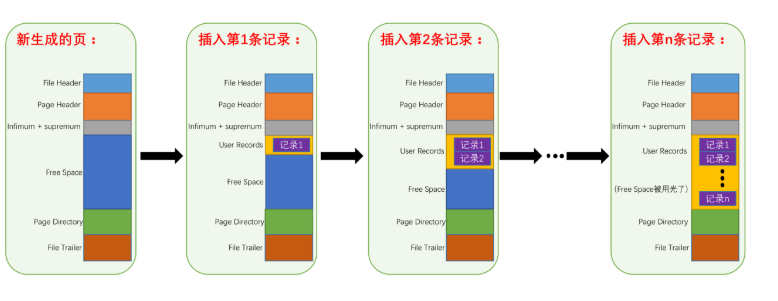 新生成的页：
File Header
Page Header
Infimum + supremum
Free Space
Page Directory
File Trailer
插入第1条记录：
File Header
Page Header
Infimum + supremum
User Records
记录1
Free Space
Page Directory
File Trailer
插入第2条记录：
File Header
Page Header
Infimum + supremum
User Records
记录1
记录2
Free Space
Page Directory
File Trailer
插入第n条记录：
File Header
Page Header
Infimum + supremum
User Records
记录1
记录2
(Free Space被用光了)
记录n
Page Directory
File Trailer